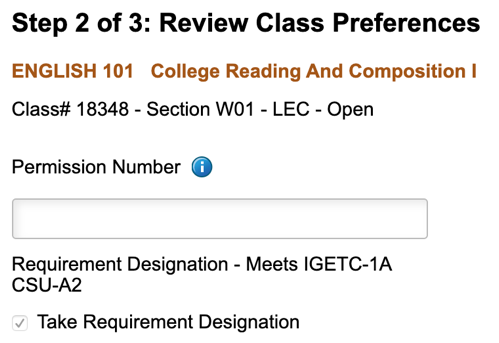 Step 2 of 3: Review Class Preferences
ENGLISH 101 College Reading And Composition I
Class# 18348 - Section W01 - LEC - Open
Permission Number i
Requirement Designation - Meets IGETC-1A
CSU-A2
Take Requirement Designation